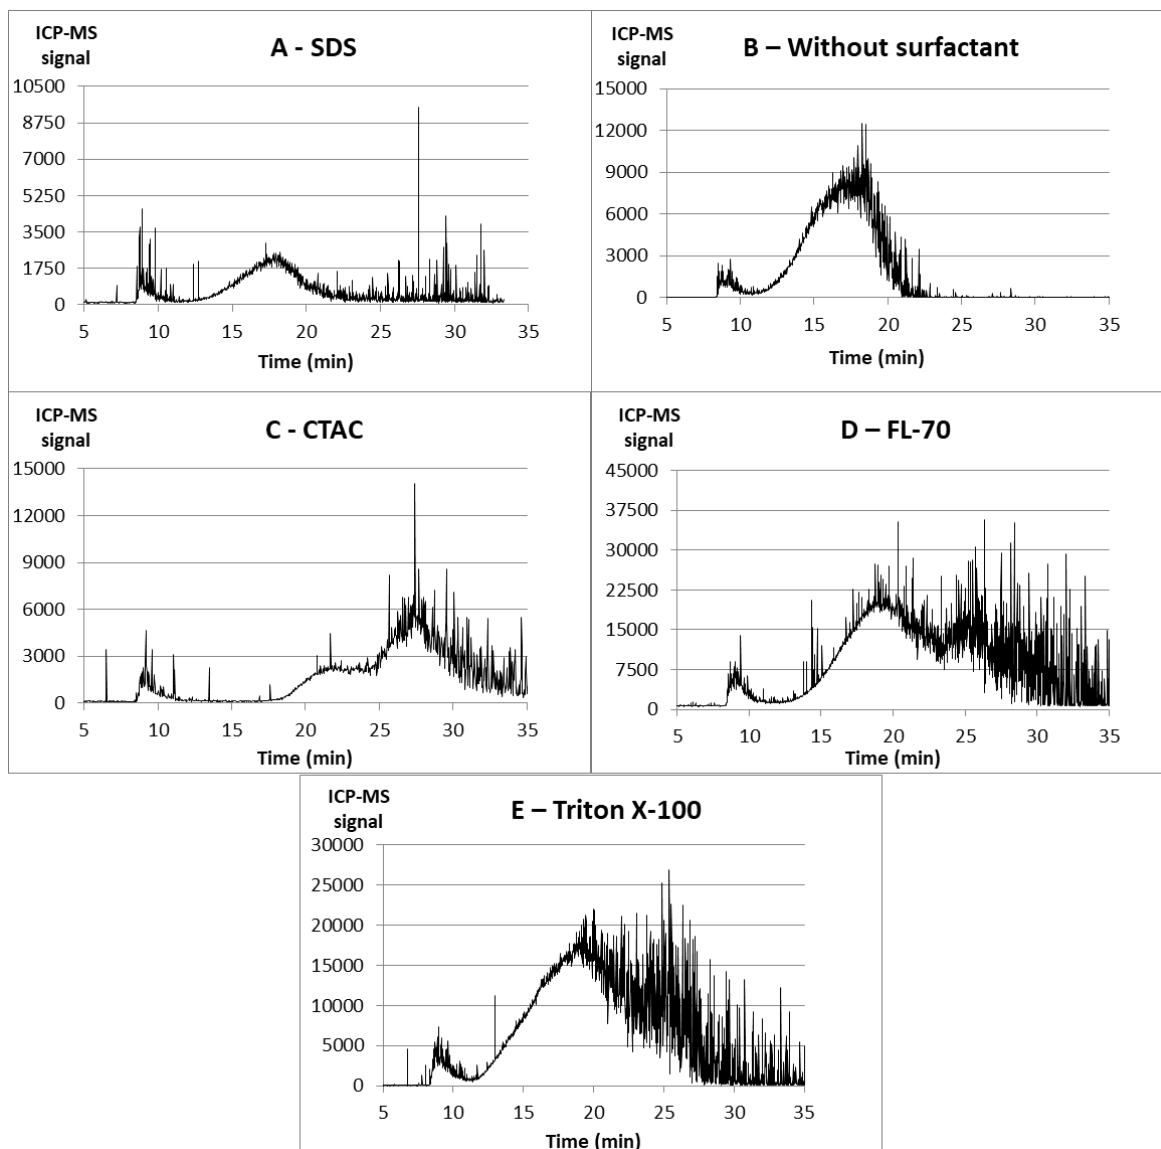 ICP-MS
signal
A - SDS
10500
8750
7000
5250
3500
1750
0
5 10 15 20 25 30 35
Time (min)
ICP-MS
signal
B – Without surfactant
15000
12000
9000
6000
3000
0
5 10 15 20 25 30 35
Time (min)
ICP-MS
signal
C - CTAC
15000
12000
9000
6000
3000
0
5 10 15 20 25 30 35
Time (min)
ICP-MS
signal
D – FL-70
45000
37500
30000
22500
15000
7500
0
5 10 15 20 25 30 35
Time (min)
ICP-MS
signal
E – Triton X-100
30000
25000
20000
15000
10000
5000
0
5 10 15 20 25 30 35
Time (min)